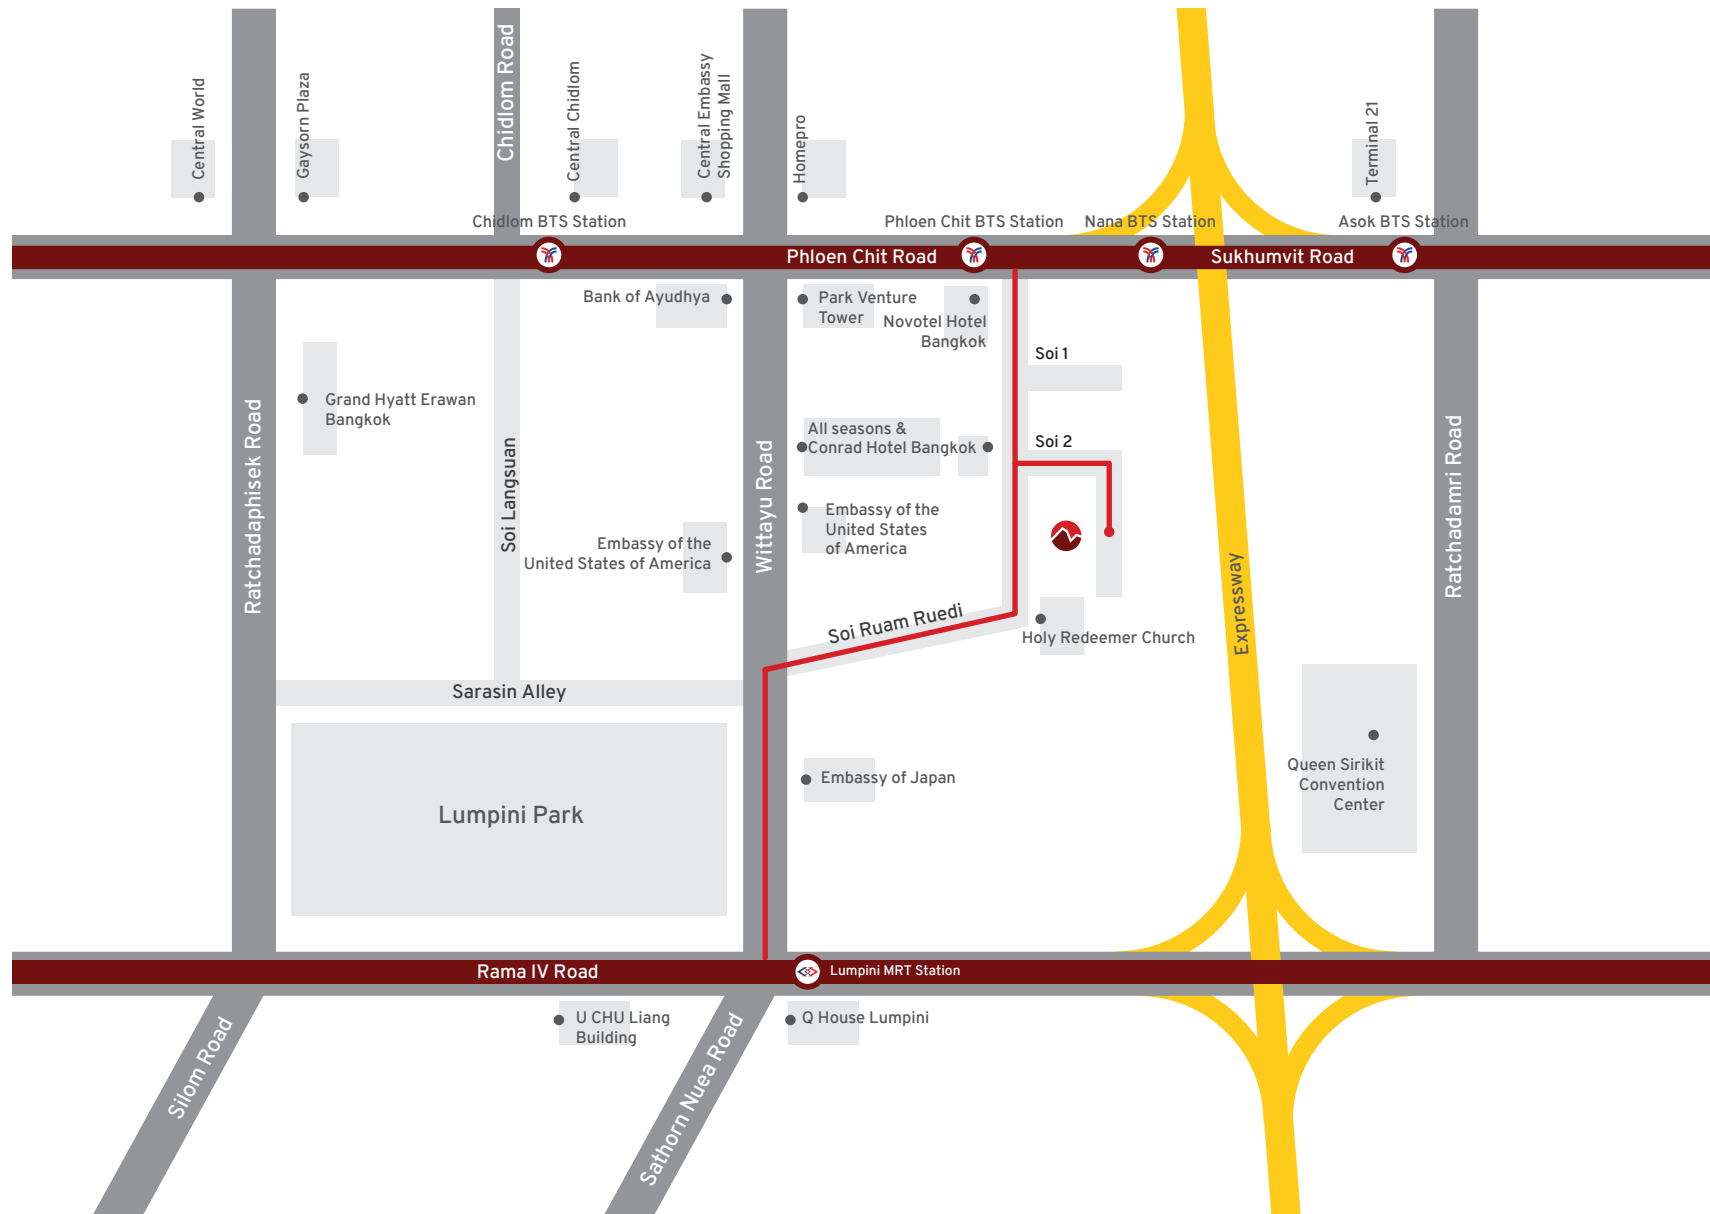 Central World
Gaysorn Plaza
Chidlom Road
Central Chidlom
Central Embassy
Shopping Mall
Homepro
Terminal 21
Chidlom BTS Station
Phloen Chit BTS Station
Nana BTS Station
Asok BTS Station
Phloen Chit Road
Sukhumvit Road
Bank of Ayudhya
Park Venture
Tower
Novotel Hotel
Bangkok
Soi 1
Grand Hyatt Erawan
Bangkok
Ratchadaphisek Road
Soi Langsuan
Wittayu Road
All seasons &
Conrad Hotel Bangkok
Soi 2
Ratchadamri Road
Embassy of the
United States of America
Embassy of the
United States
of America
Expressway
Soi Ruam Ruedi
Holy Redeemer Church
Sarasin Alley
Lumpini Park
Embassy of Japan
Queen Sirikit
Convention
Center
Rama IV Road
Lumpini MRT Station
Silom Road
U CHU Liang
Building
Sathorn Nuea Road
Q House Lumpini